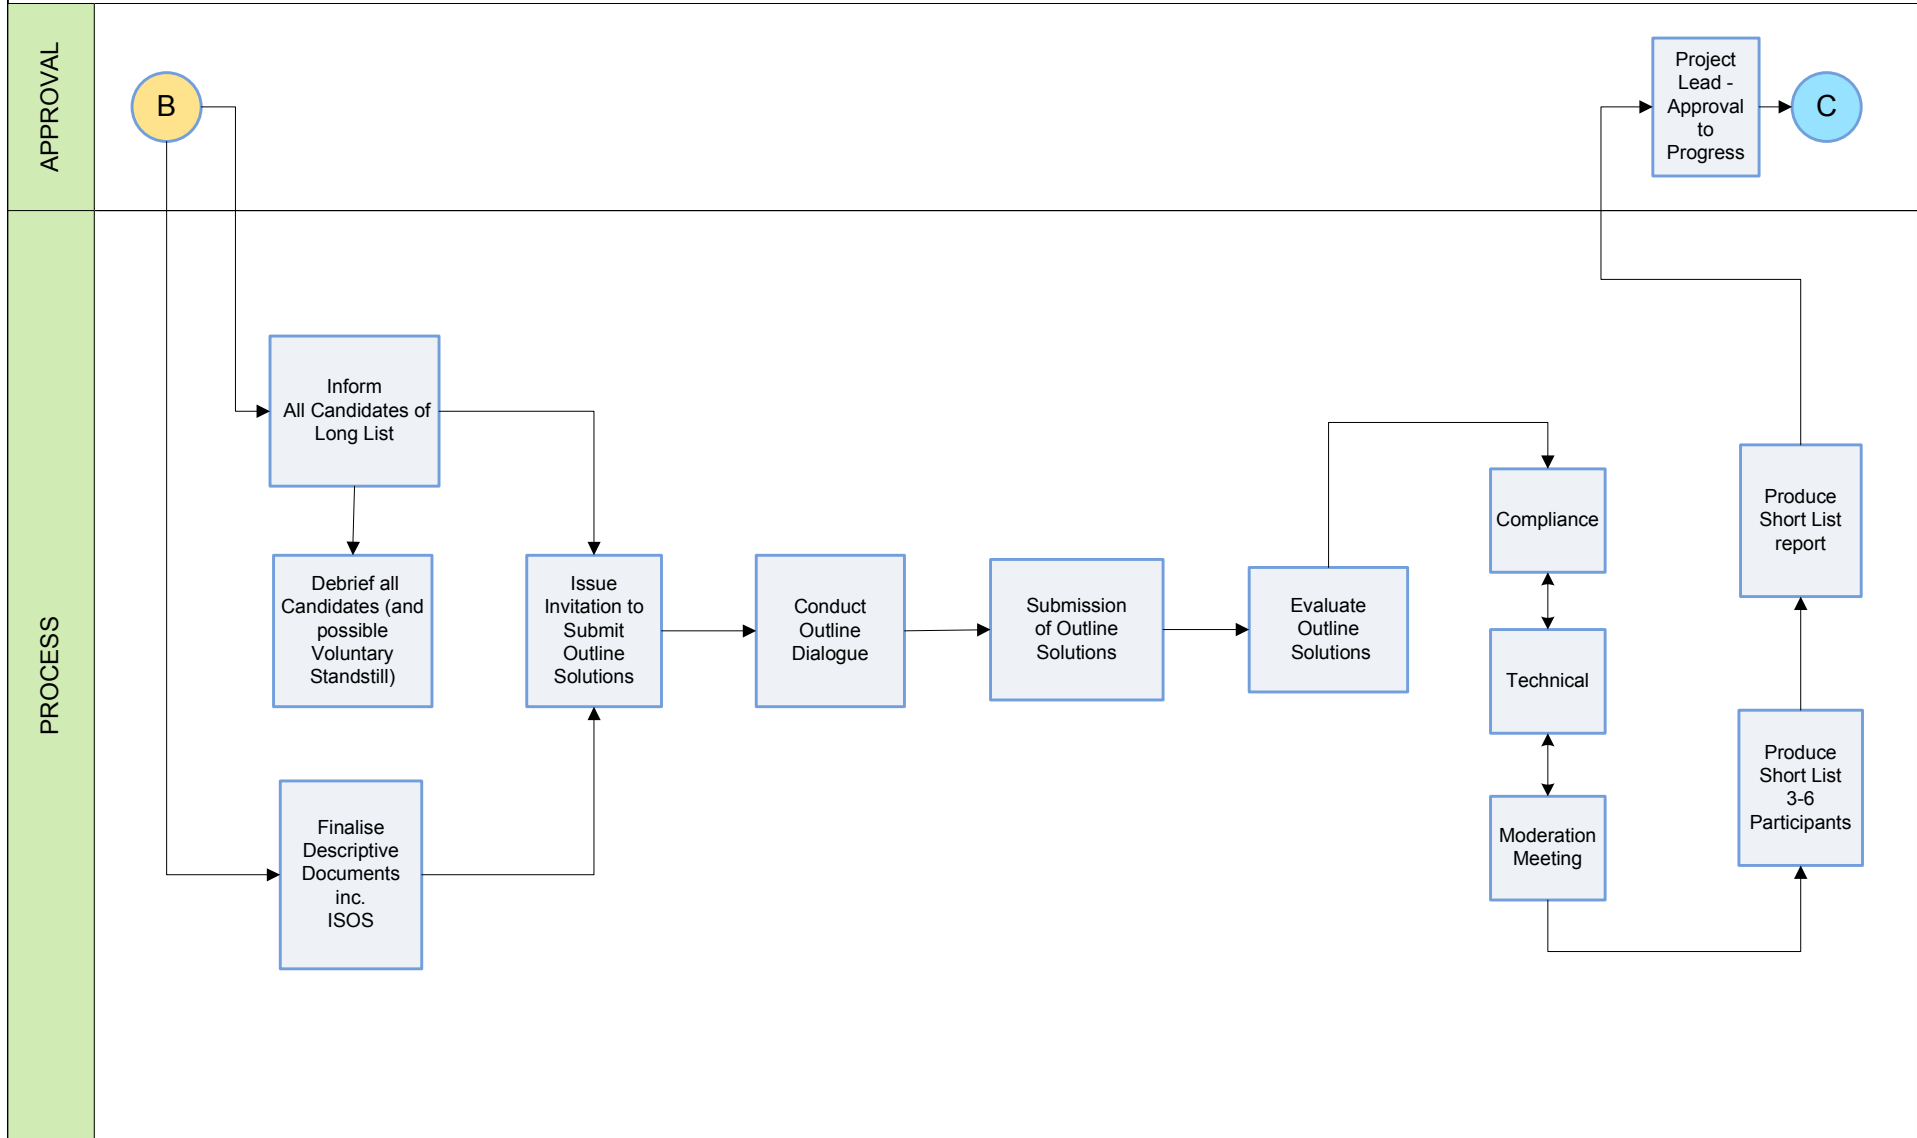 APPROVAL
B
Project
Lead -
Approval
to
Progress
C
PROCESS
Inform
All Candidates of
Long List
Debrief all
Candidates (and
possible
Voluntary
Standstill)
Finalise
Descriptive
Documents
inc.
ISOS
Issue
Invitation to
Submit
Outline
Solutions
Conduct
Outline
Dialogue
Submission
of Outline
Solutions
Evaluate
Outline
Solutions
Compliance
Technical
Moderation
Meeting
Produce
Short List
3-6
Participants
Produce
Short List
report